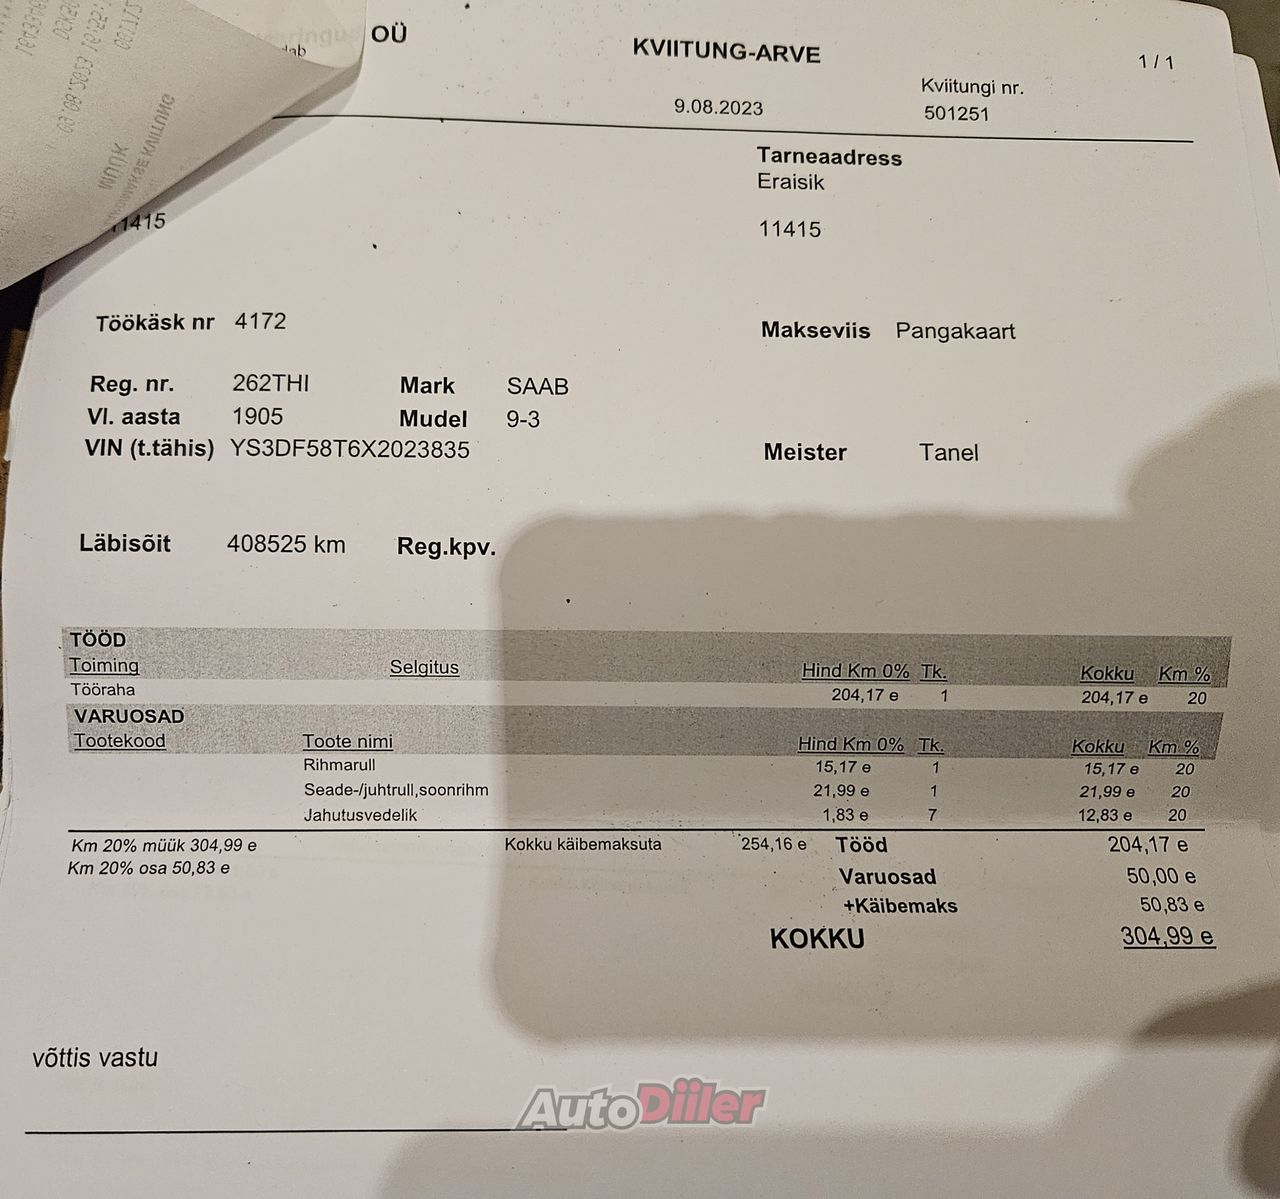 OÜ
KVIITUNG-ARVE
1 / 1
9.08.2023
Kviitungi nr.
501251
Tarneaadress
Eraisik
11415
11415
Töökäsk nr 4172
Makseviis Pangakaart
Reg. nr. 262THI Mark SAAB
Vl. aasta 1905 Mudel 9-3
VIN (t.tähis) YS3DF58T6X2023835
Meister Tanel
Läbisõit 408525 km Reg.kpv.
TÖÖD
Toiming Selgitus Hind Km 0% Tk. Kokku Km %
Tööraha 204,17 e 1 204,17 e 20
VARUOSAD
Tootekood Toote nimi Hind Km 0% Tk. Kokku Km %
Rihmarull 15,17 e 1 15,17 e 20
Seade-/juhtrull,soonrihm 21,99 e 1 21,99 e 20
Jahutusvedelik 1,83 e 7 12,83 e 20
Km 20% müük 304,99 e Kokku käibemaksuta 254,16 e Tööd 204,17 e
Km 20% osa 50,83 e
Varuosad 50,00 e
+Käibemaks 50,83 e
KOKKU 304,99 e
võttis vastu
AutoDiiler